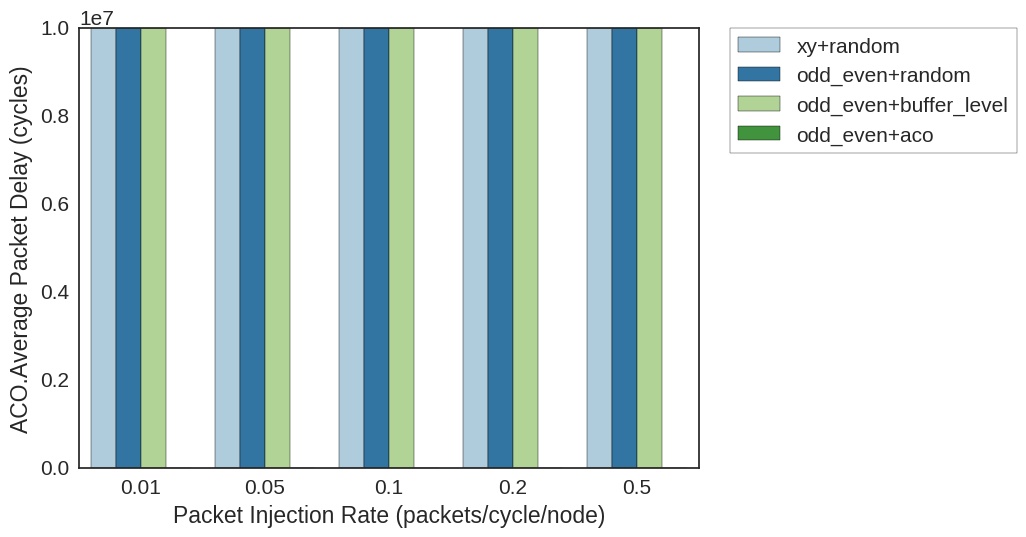 1e7
1.0
0.8
0.6
0.4
0.2
0.0
ACO.Average Packet Delay (cycles)
0.01 0.05 0.1 0.2 0.5
Packet Injection Rate (packets/cycle/node)
xy+random
odd_even+random
odd_even+buffer_level
odd_even+aco